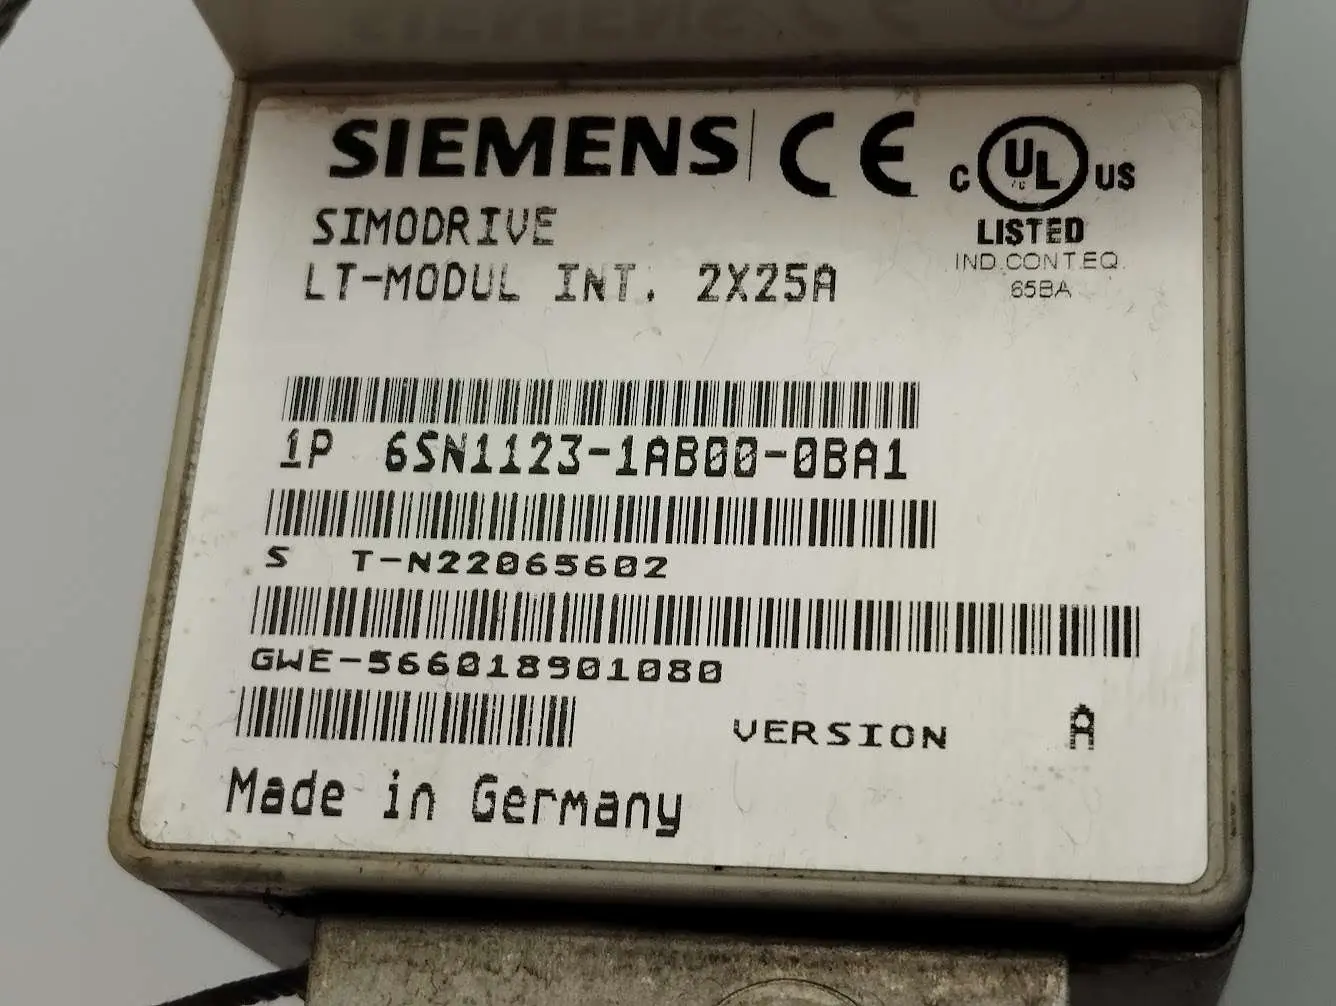 SIEMENS CE
C UL US
LISTED
IND.CONT.EQ.
65BA
SIMODRIVE
LT-MODUL INT. 2X25A
1P 6SN1123-1AB00-0BA1
S T-N22065602
GWE-566018901080
VERSION A
Made in Germany